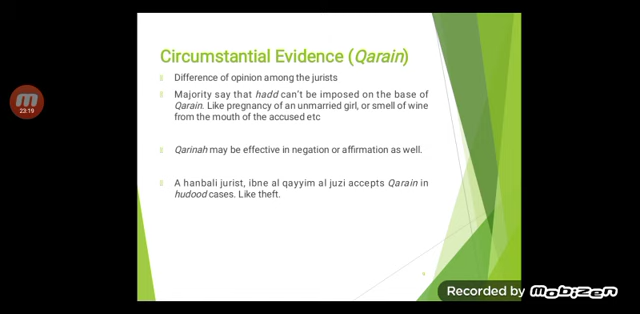 Circumstantial Evidence (Qarain)
Difference of opinion among the jurists
Majority say that hadd can't be imposed on the base of
Qarain. Like pregnancy of an unmarried girl, or smell of wine
from the mouth of the accused etc
Qarinah may be effective in negation or affirmation as well.
A hanbali jurist, ibne al qayyim al juzi accepts Qarain in
hudood cases. Like theft.
23:19
Recorded by mobizen